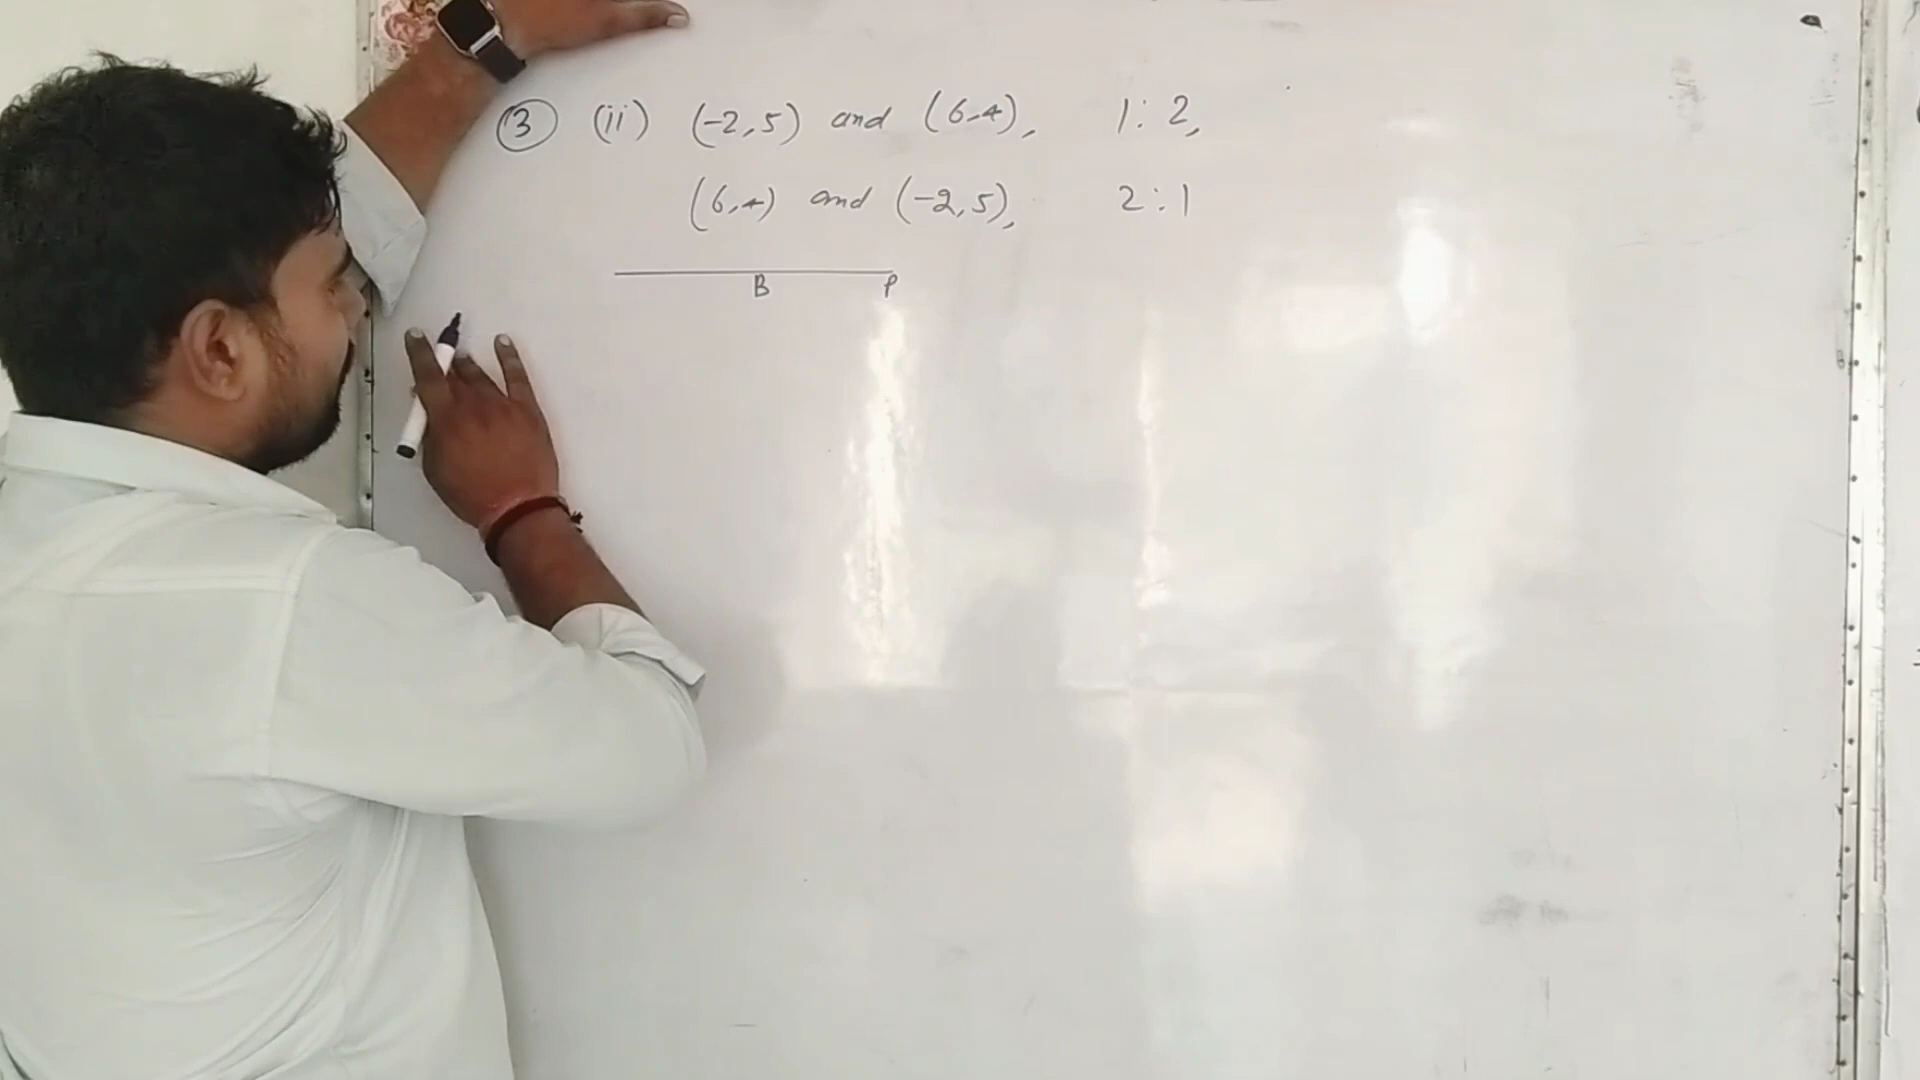 3 (ii) (-2,5) and (6,4), 1:2,
(6,4) and (-2,5), 2:1
B P